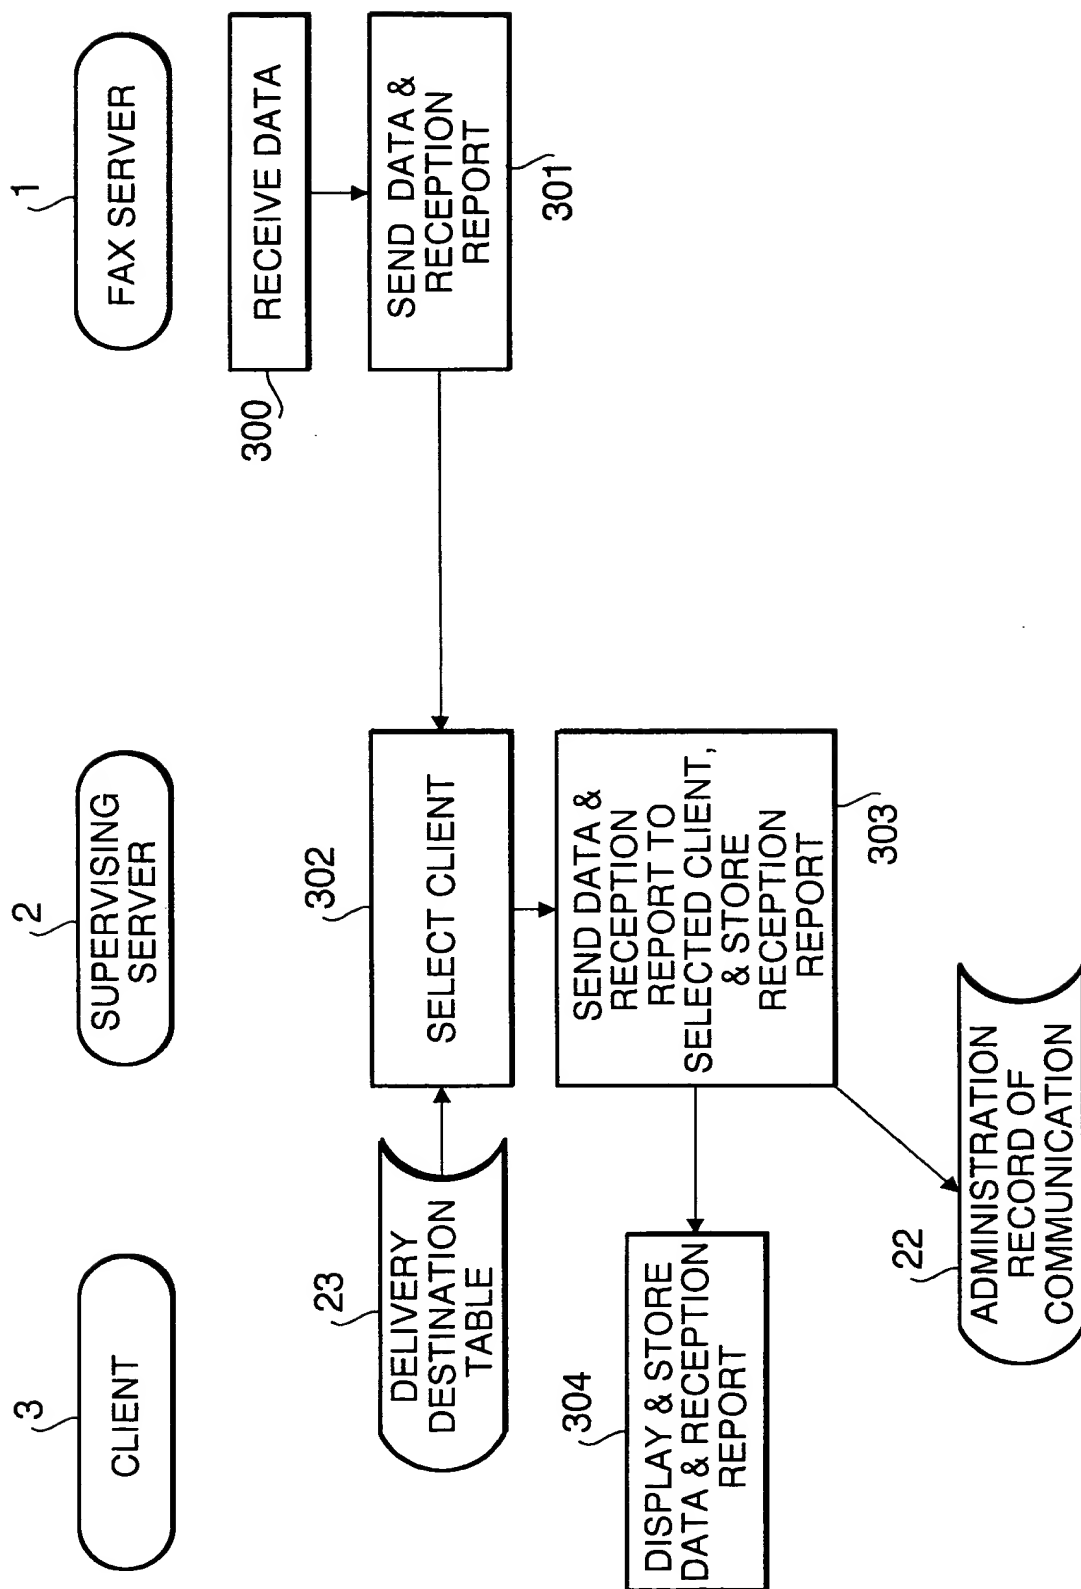 3
CLIENT
2
SUPERVISING
SERVER
1
FAX SERVER
300
RECEIVE DATA
SEND DATA &
RECEPTION
REPORT
301
23
DELIVERY
DESTINATION
TABLE
302
SELECT CLIENT
304
DISPLAY & STORE
DATA & RECEPTION
REPORT
SEND DATA &
RECEPTION
REPORT TO
SELECTED CLIENT,
& STORE
RECEPTION
REPORT
303
22
ADMINISTRATION
RECORD OF
COMMUNICATION